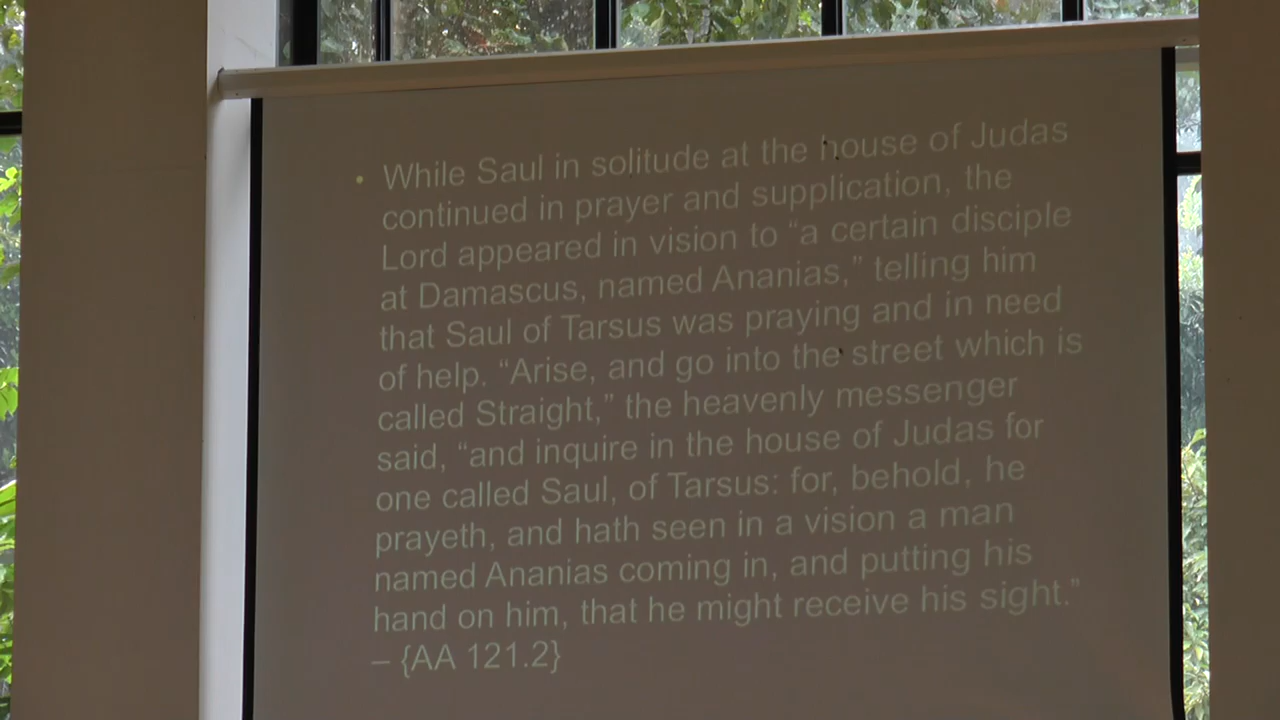 • While Saul in solitude at the house of Judas
continued in prayer and supplication, the
Lord appeared in vision to “a certain disciple
at Damascus, named Ananias,” telling him
that Saul of Tarsus was praying and in need
of help. “Arise, and go into the street which is
called Straight,” the heavenly messenger
said, “and inquire in the house of Judas for
one called Saul, of Tarsus: for, behold, he
prayeth, and hath seen in a vision a man
named Ananias coming in, and putting his
hand on him, that he might receive his sight.”
– {AA 121.2}